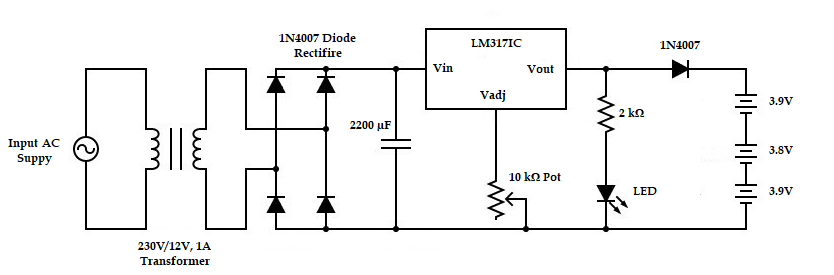 1N4007 Diode
Rectifire
LM317IC
1N4007
Vin
Vout
Vadj
3.9V
2200 µF
2 kΩ
Input AC
Suppy
3.8V
10 kΩ Pot
LED
3.9V
230V/12V, 1A
Transformer